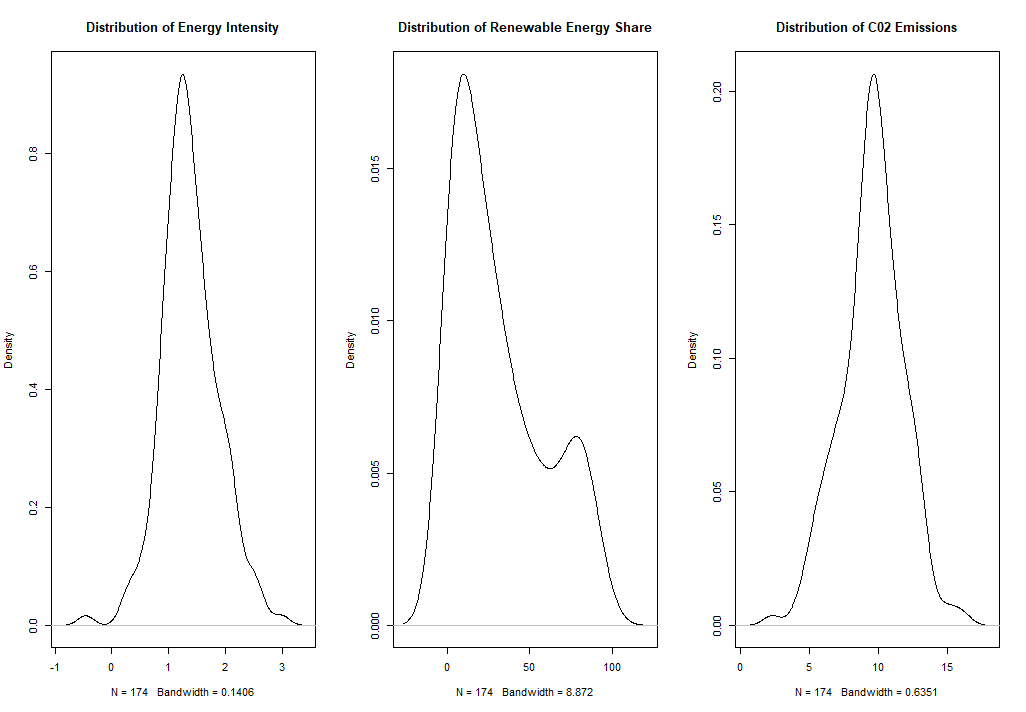 Distribution of Energy Intensity
Density
0.0
0.2
0.4
0.6
0.8
-1 0 1 2 3
N = 174 Bandwidth = 0.1406
Distribution of Renewable Energy Share
Density
0.000
0.005
0.010
0.015
0 50 100
N = 174 Bandwidth = 8.872
Distribution of C02 Emissions
Density
0.00
0.05
0.10
0.15
0.20
0 5 10 15
N = 174 Bandwidth = 0.6351